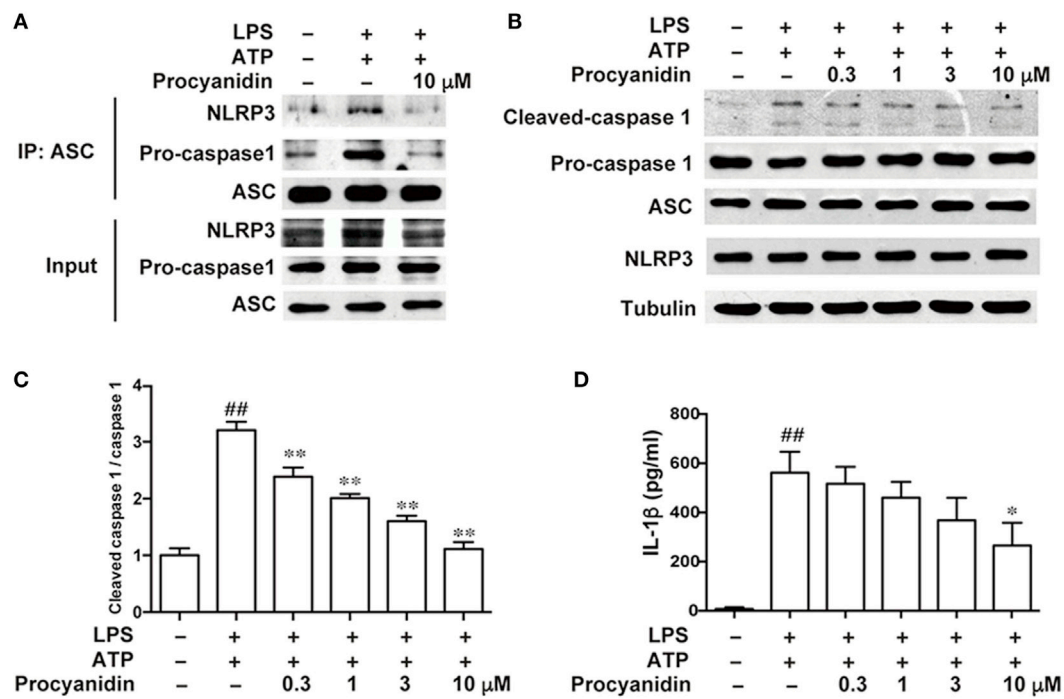 A
LPS – + +
ATP – + +
Procyanidin – – 10 μM
IP: ASC
NLRP3
Pro-caspase1
ASC
Input
NLRP3
Pro-caspase1
ASC
B
LPS – + + + + +
ATP – + + + + +
Procyanidin – – 0.3 1 3 10 μM
Cleaved-caspase 1
Pro-caspase 1
ASC
NLRP3
Tubulin
C
Cleaved caspase 1 / caspase 1
4
3
2
1
0
##
**
**
**
**
LPS – + + + + +
ATP – + + + + +
Procyanidin – – 0.3 1 3 10 μM
D
IL-1β (pg/ml)
800
600
400
200
0
##
*
LPS – + + + + +
ATP – + + + + +
Procyanidin – – 0.3 1 3 10 μM